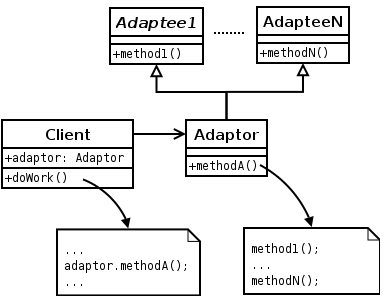 Adaptee1
+method1()
........
AdapteeN
+methodN()
Client
+adaptor: Adaptor
+doWork()
Adaptor
+methodA()
...
adaptor.methodA();
...
method1();
...
methodN();